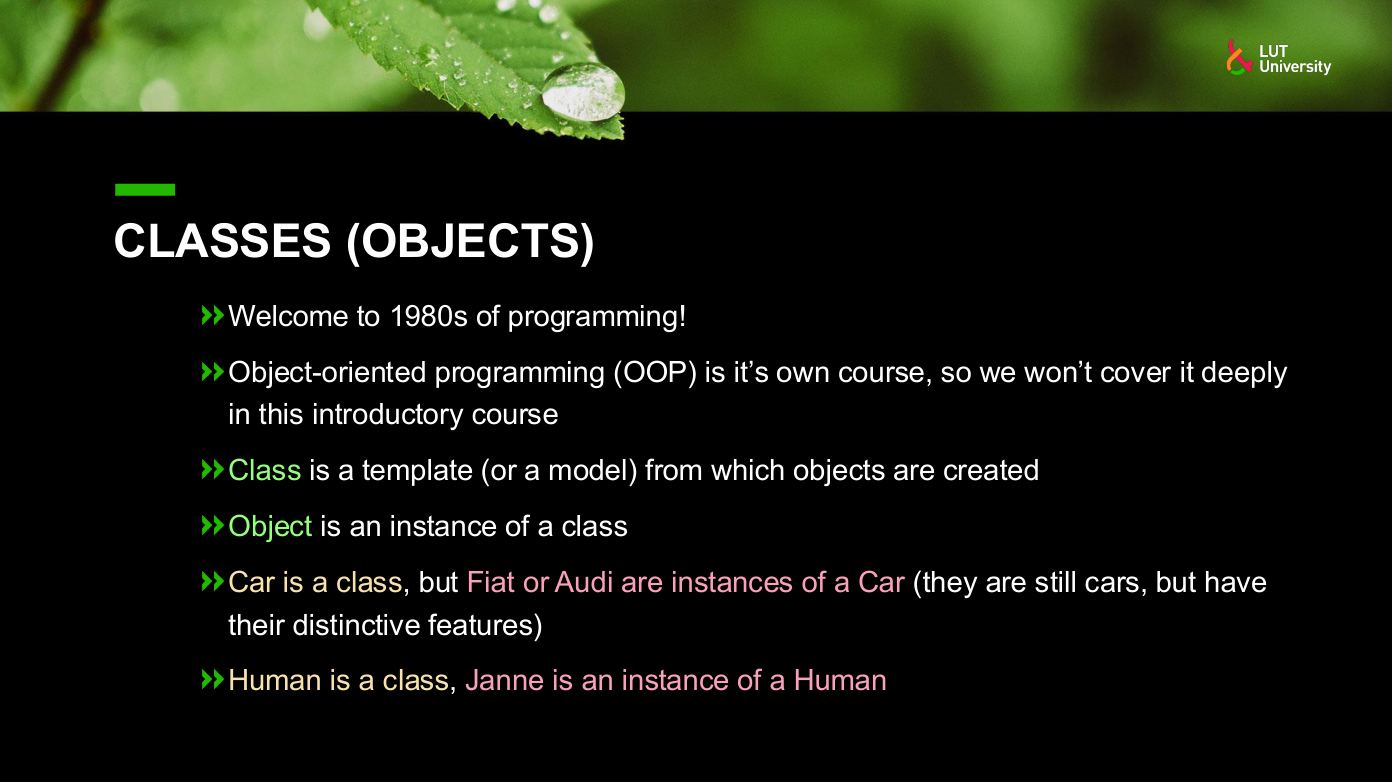 LUT
University
CLASSES (OBJECTS)
Welcome to 1980s of programming!
Object-oriented programming (OOP) is it’s own course, so we won’t cover it deeply
in this introductory course
Class is a template (or a model) from which objects are created
Object is an instance of a class
Car is a class, but Fiat or Audi are instances of a Car (they are still cars, but have
their distinctive features)
Human is a class, Janne is an instance of a Human